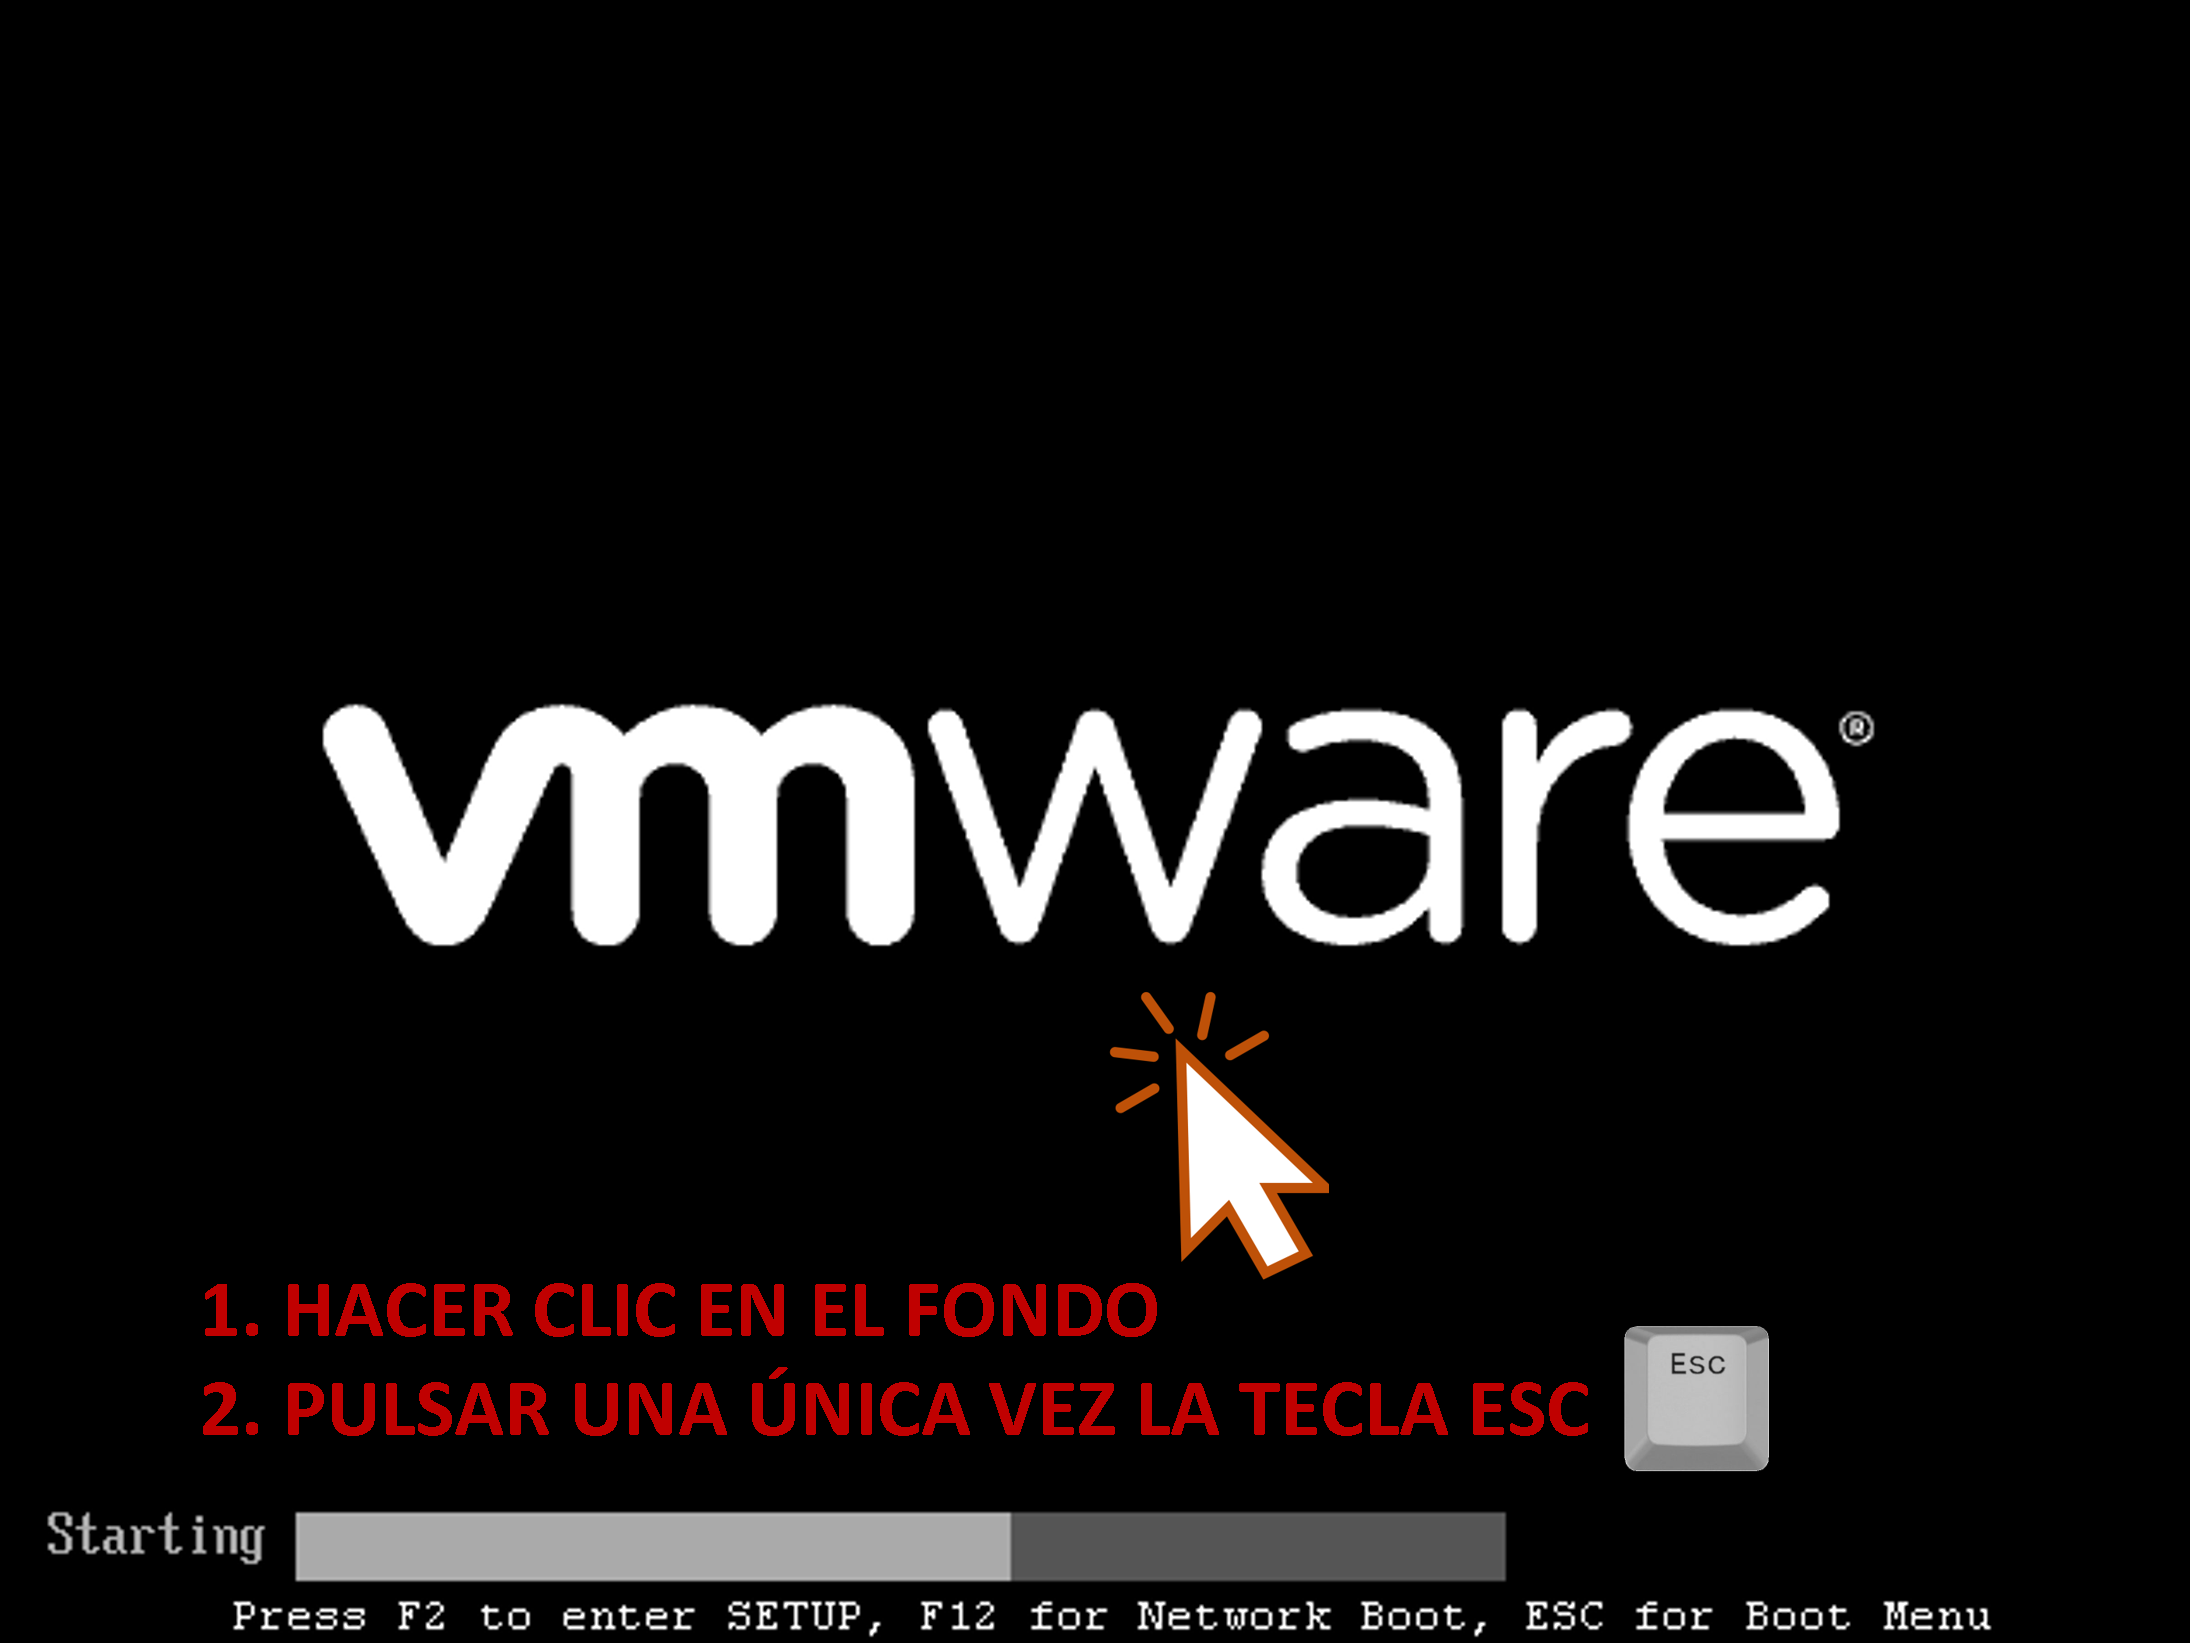 vmware®
1. HACER CLIC EN EL FONDO
2. PULSAR UNA ÚNICA VEZ LA TECLA ESC
Esc
Starting
Press F2 to enter SETUP, F12 for Network Boot, ESC for Boot Menu